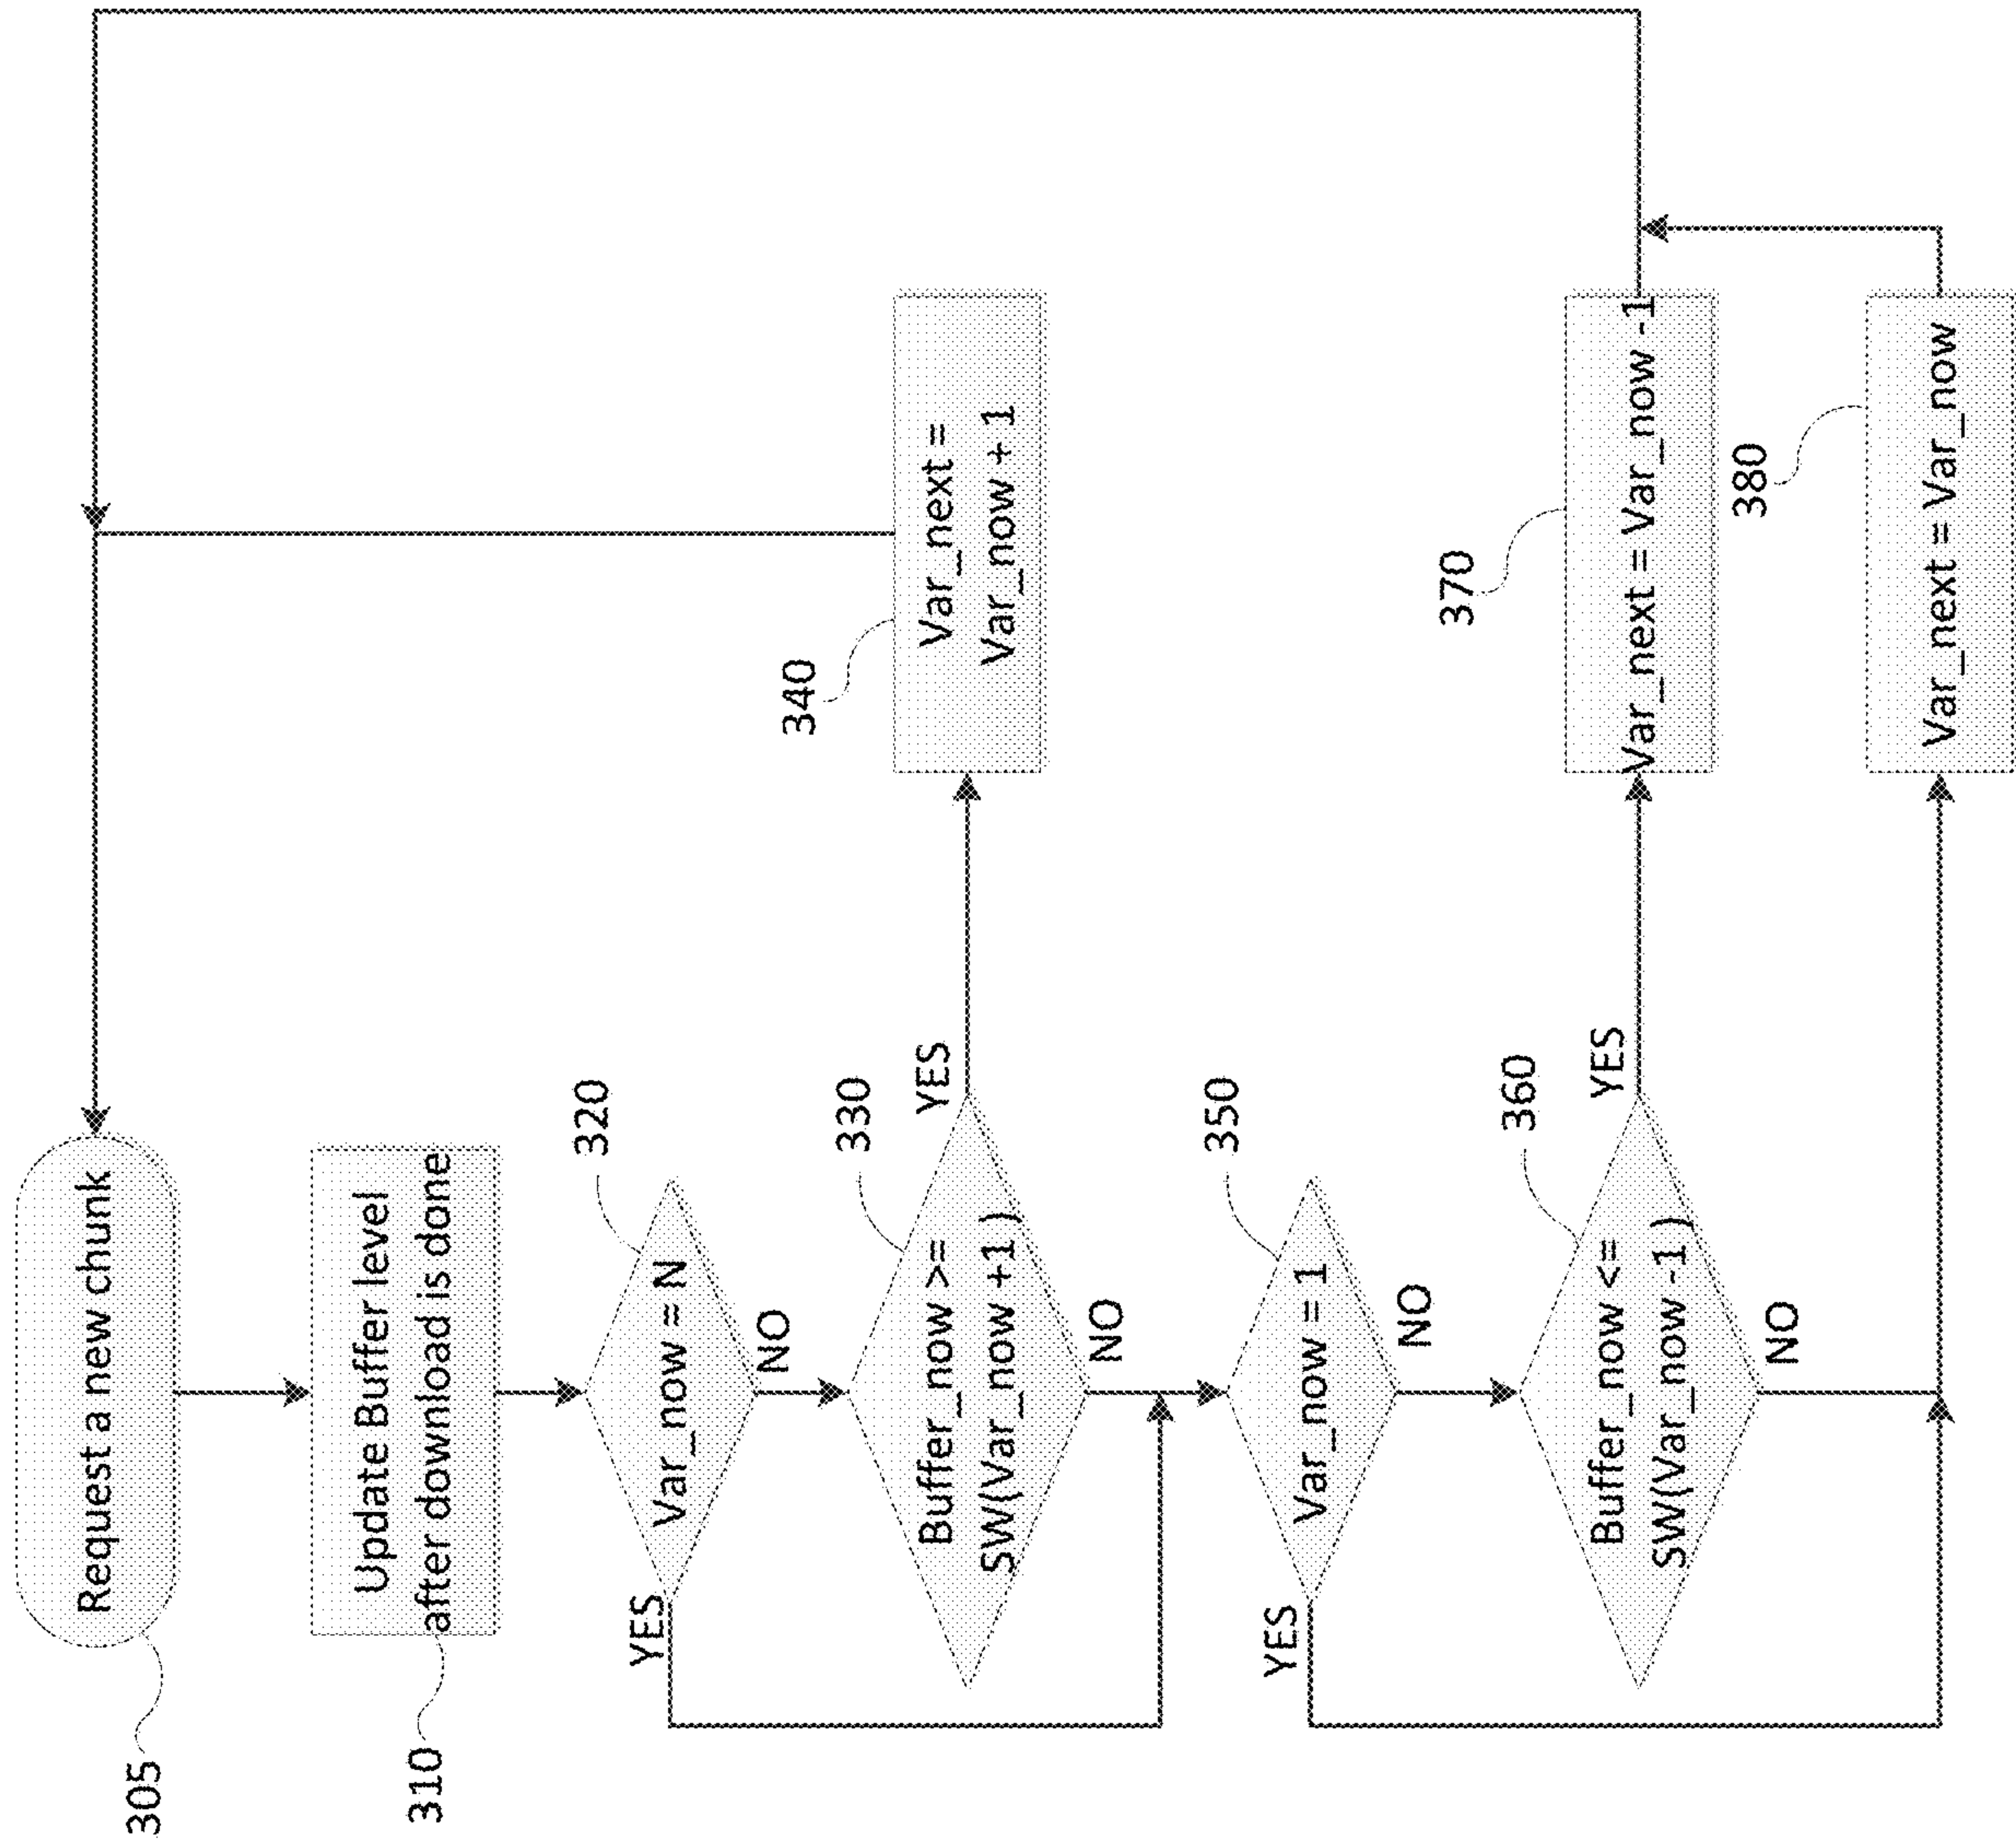 Request a new chunk
305
Update Buffer level
after download is done
310
Var_now = N
320
YES
NO
Buffer_now >=
SW(Var_now +1 )
330
YES
NO
Var_next =
Var_now + 1
340
Var_now = 1
350
YES
NO
Buffer_now <=
SW(Var_now -1 )
360
YES
NO
Var_next = Var_now -1
370
Var_next = Var_now
380